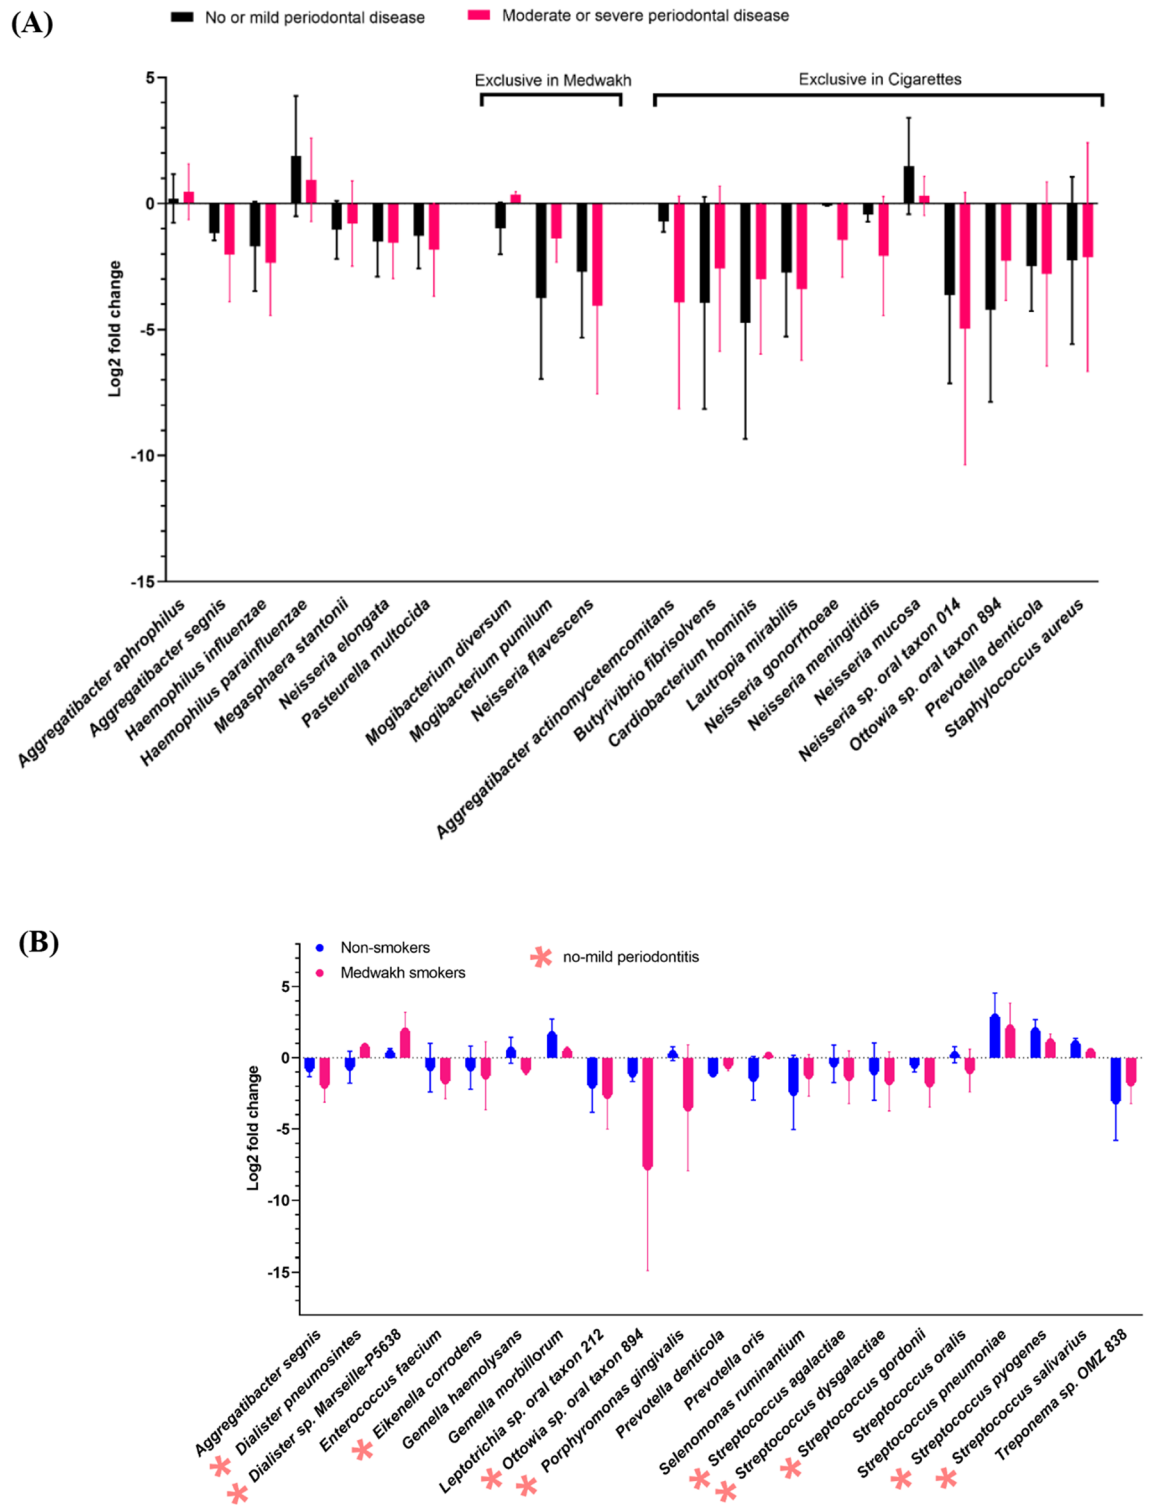 (A)
No or mild periodontal disease
Moderate or severe periodontal disease
Exclusive in Medwakh
Exclusive in Cigarettes
Log2 fold change
5
0
-5
-10
-15
Aggregatibacter aphrophilus
Aggregatibacter segnis
Haemophilus influenzae
Haemophilus parainfluenzae
Megasphaera stantonii
Neisseria elongata
Pasteurella multocida
Mogibacterium diversum
Mogibacterium pumilum
Neisseria flavescens
Aggregatibacter actinomycetemcomitans
Butyrivibrio fibrisolvens
Cardiobacterium hominis
Lautropia mirabilis
Neisseria gonorrhoeae
Neisseria meningitidis
Neisseria mucosa
Neisseria sp. oral taxon 014
Ottowia sp. oral taxon 894
Prevotella denticola
Staphylococcus aureus
(B)
Non-smokers
Medwakh smokers
no-mild periodontitis
Log2 fold change
5
0
-5
-10
-15
Aggregatibacter segnis
Dialister pneumosintes
Dialister sp. Marseille-P5638
Enterococcus faecium
Eikenella corrodens
Gemella haemolysans
Gemella morbillorum
Leptotrichia sp. oral taxon 212
Ottowia sp. oral taxon 894
Porphyromonas gingivalis
Prevotella denticola
Prevotella oris
Selenomonas ruminantium
Streptococcus agalactiae
Streptococcus dysgalactiae
Streptococcus gordonii
Streptococcus oralis
Streptococcus pneumoniae
Streptococcus pyogenes
Streptococcus salivarius
Treponema sp. OMZ 838